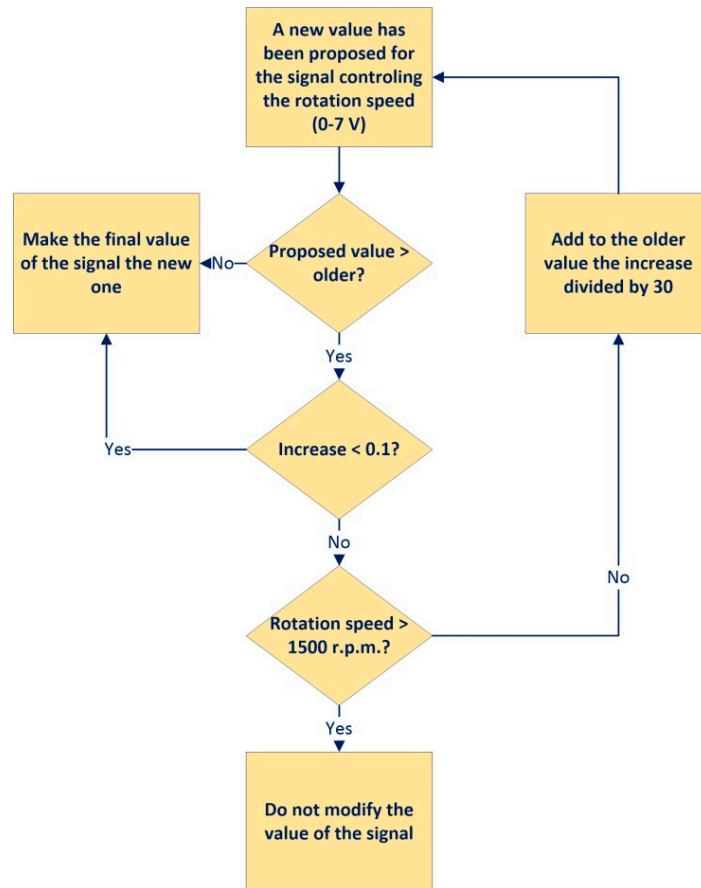 A new value has
been proposed for
the signal controling
the rotation speed
(0-7 V)
Make the final value
of the signal the new
one
No
Proposed value >
older?
Add to the older
value the increase
divided by 30
Yes
Yes
Increase < 0.1?
No
No
Rotation speed >
1500 r.p.m.?
Yes
Do not modify the
value of the signal